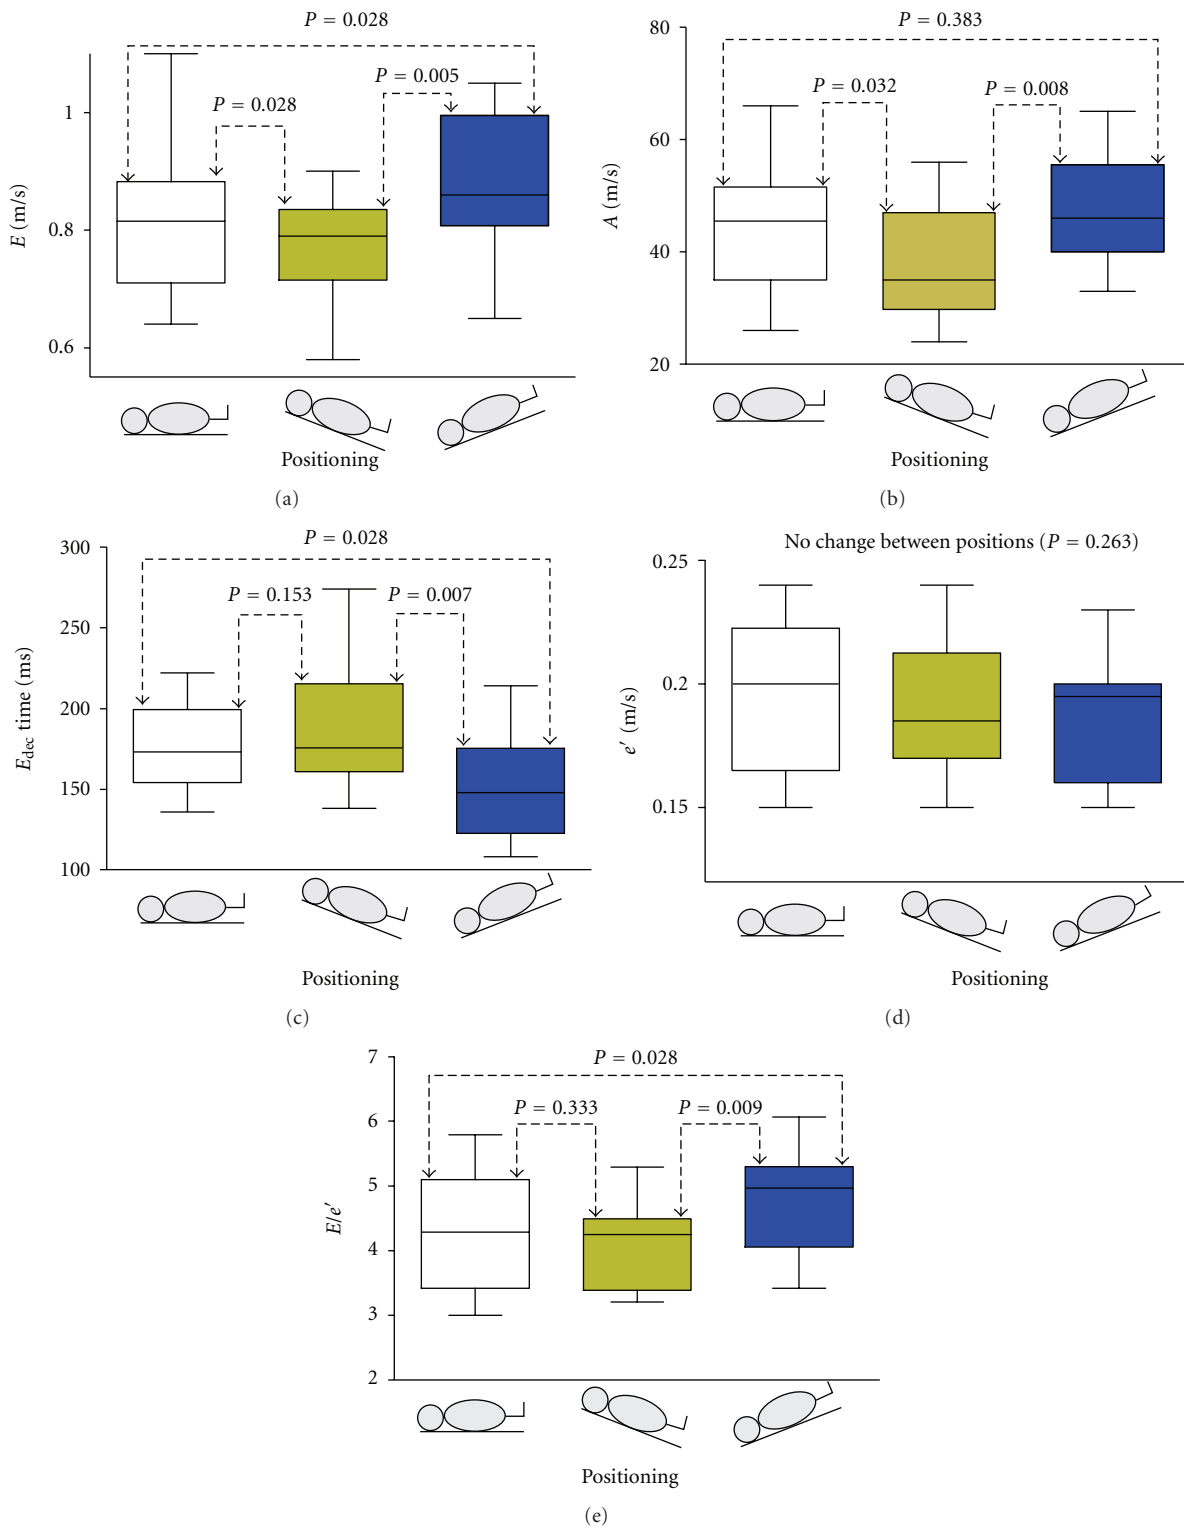 P = 0.028
P = 0.005
P = 0.028
1
0.8
0.6
E (m/s)
Positioning
(a)
80
P = 0.383
P = 0.032
P = 0.008
60
40
20
A (m/s)
Positioning
(b)
300
P = 0.028
P = 0.153
P = 0.007
250
200
150
100
Edec time (ms)
Positioning
(c)
No change between positions (P = 0.263)
0.25
0.2
0.15
e′ (m/s)
Positioning
(d)
7
P = 0.028
P = 0.333
P = 0.009
6
5
4
3
2
E/e′
Positioning
(e)